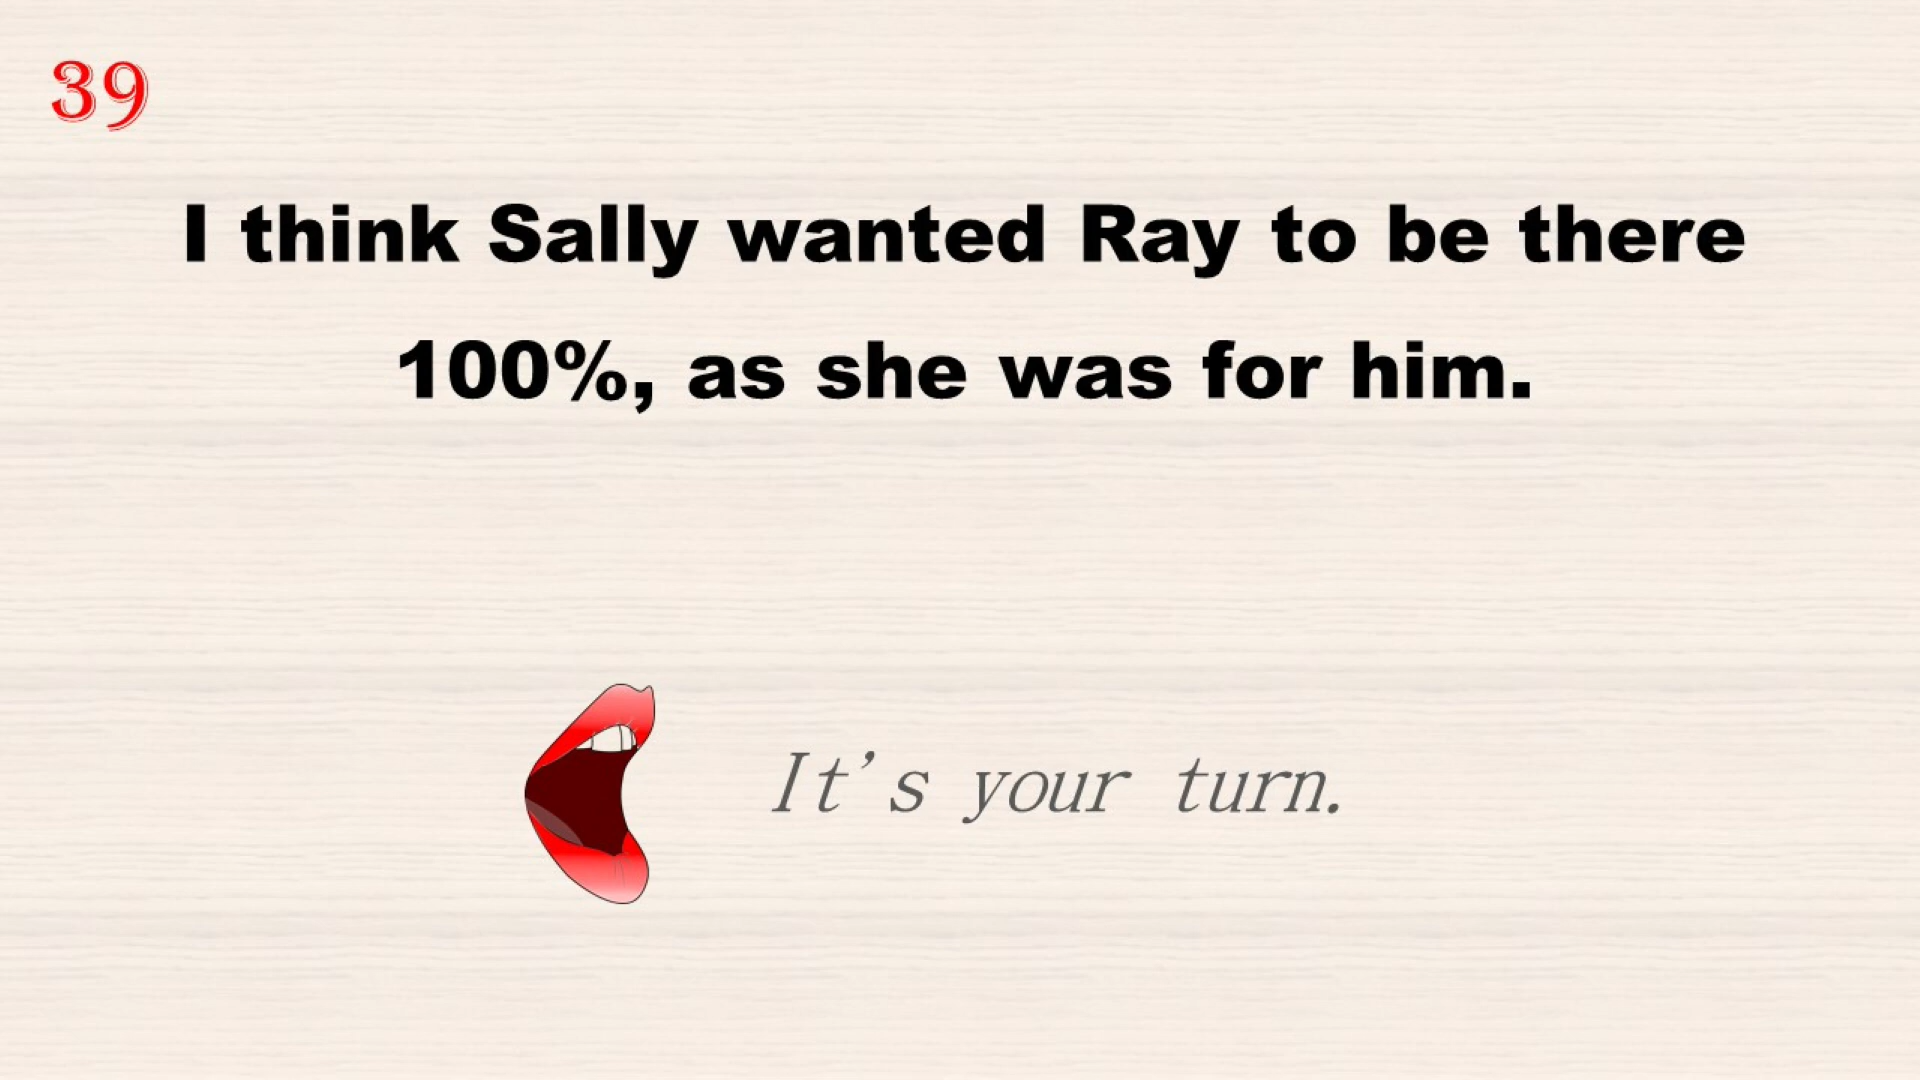 39
I think Sally wanted Ray to be there
100%, as she was for him.
It’s your turn.